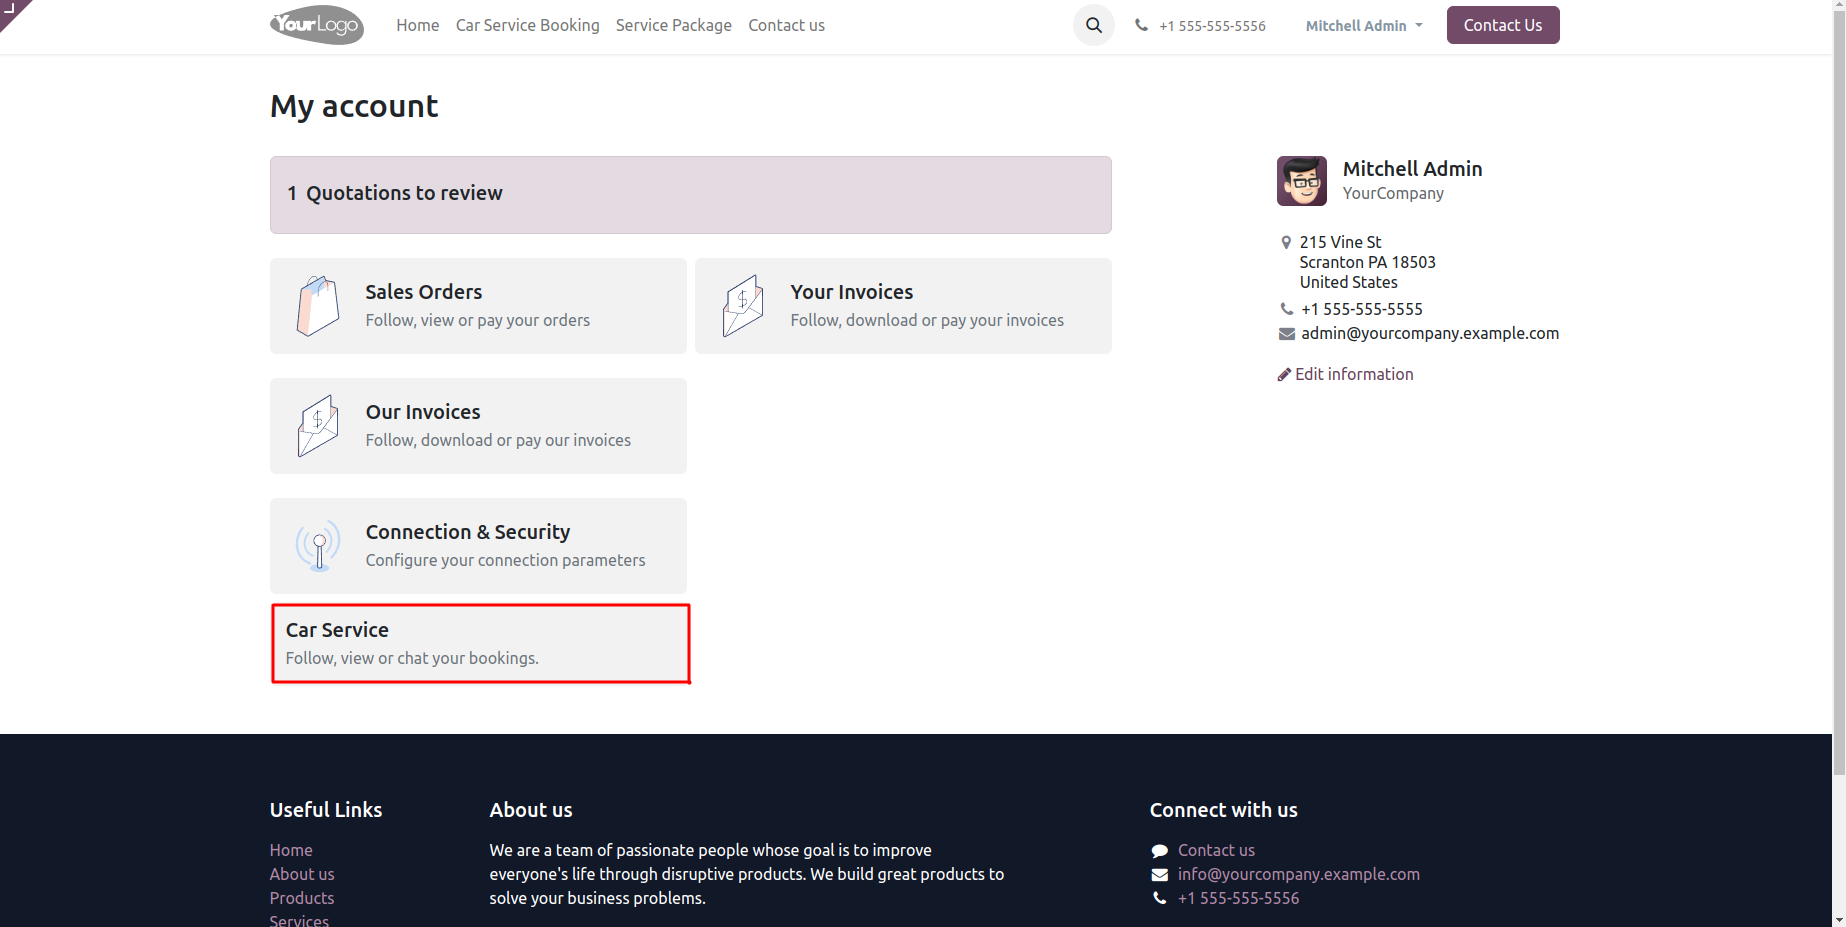 YourLogo
Home Car Service Booking Service Package Contact us
+1 555-555-5556
Mitchell Admin
Contact Us
My account
1 Quotations to review
Sales Orders
Follow, view or pay your orders
Your Invoices
Follow, download or pay your invoices
Our Invoices
Follow, download or pay our invoices
Connection & Security
Configure your connection parameters
Car Service
Follow, view or chat your bookings.
Mitchell Admin
YourCompany
215 Vine St
Scranton PA 18503
United States
+1 555-555-5555
admin@yourcompany.example.com
Edit information
Useful Links
Home
About us
Products
Services
About us
We are a team of passionate people whose goal is to improve
everyone's life through disruptive products. We build great products to
solve your business problems.
Connect with us
Contact us
info@yourcompany.example.com
+1 555-555-5556